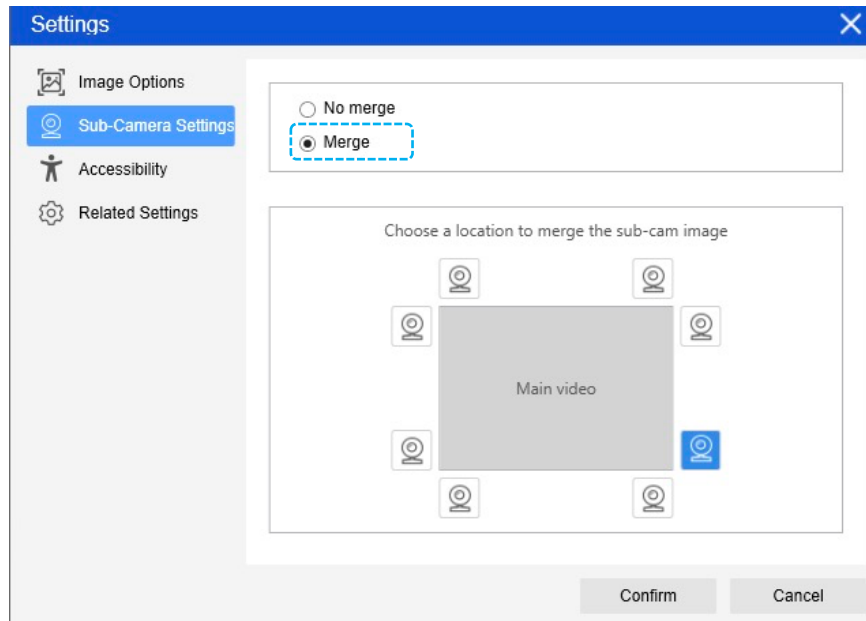 Settings
Image Options
Sub-Camera Settings
Accessibility
Related Settings
No merge
Merge
Choose a location to merge the sub-cam image
Main video
Confirm
Cancel